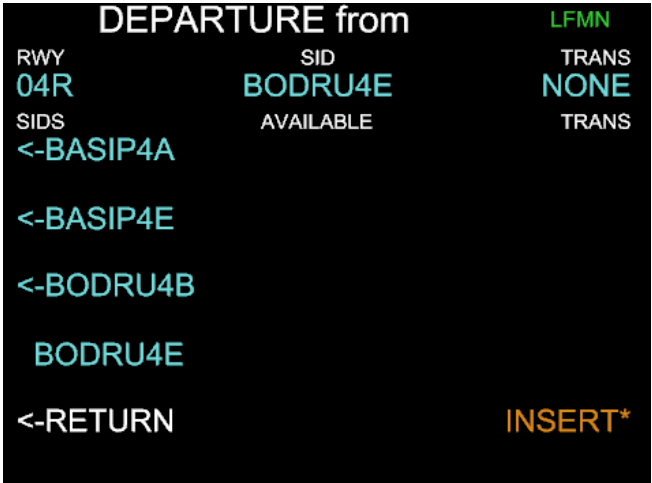 DEPARTURE from LFMN
RWY SID TRANS
04R BODRU4E NONE
SIDS AVAILABLE TRANS
<-BASIP4A
<-BASIP4E
<-BODRU4B
BODRU4E
<-RETURN INSERT*